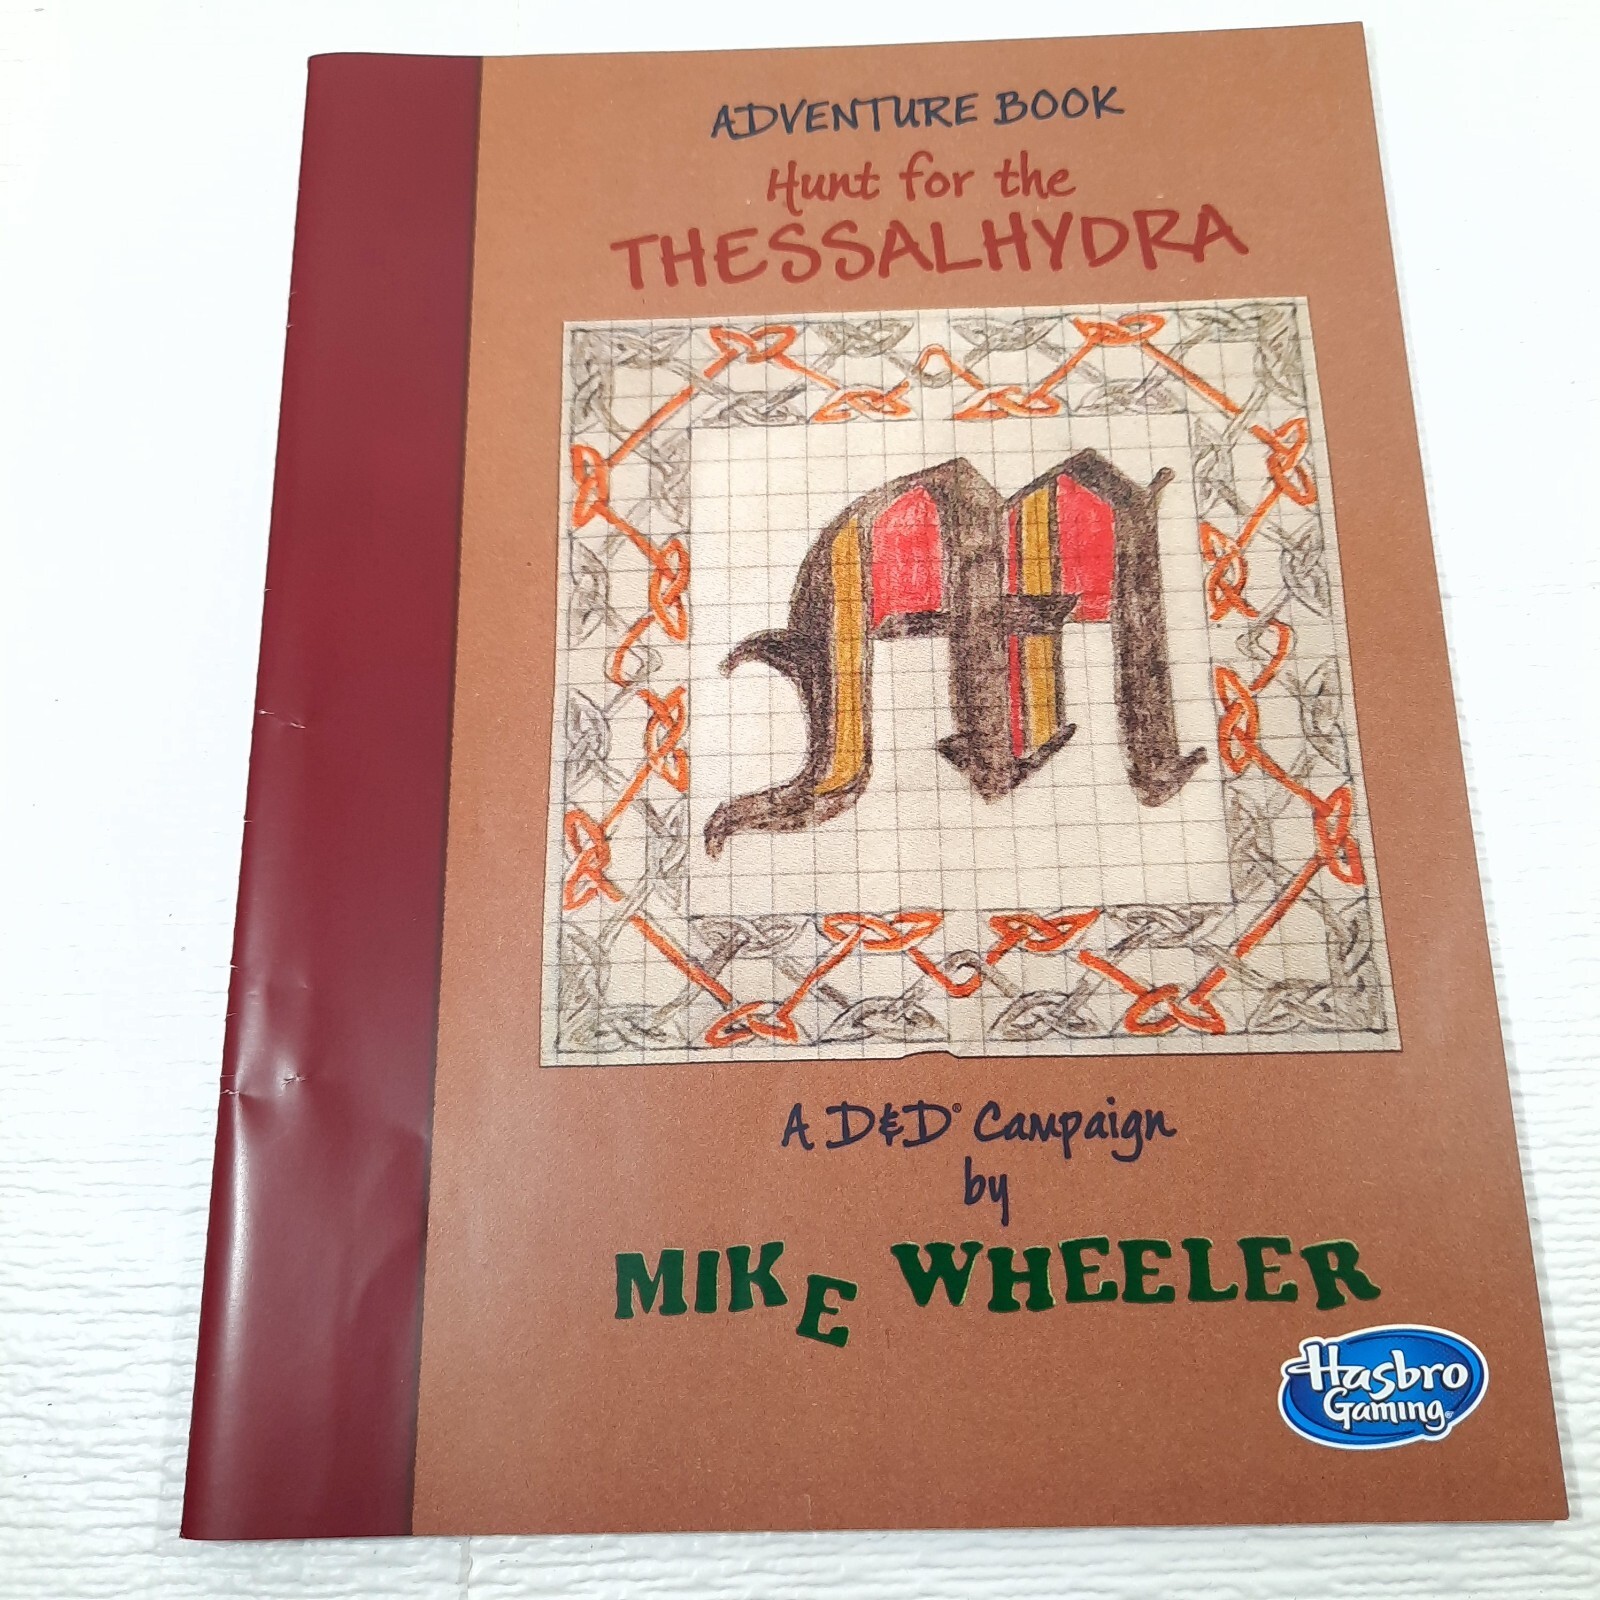 ADVENTURE BOOK
Hunt for the
THESSALHYDRA
M
A D&D® Campaign
by
MIKE WHEELER
Hasbro
Gaming®